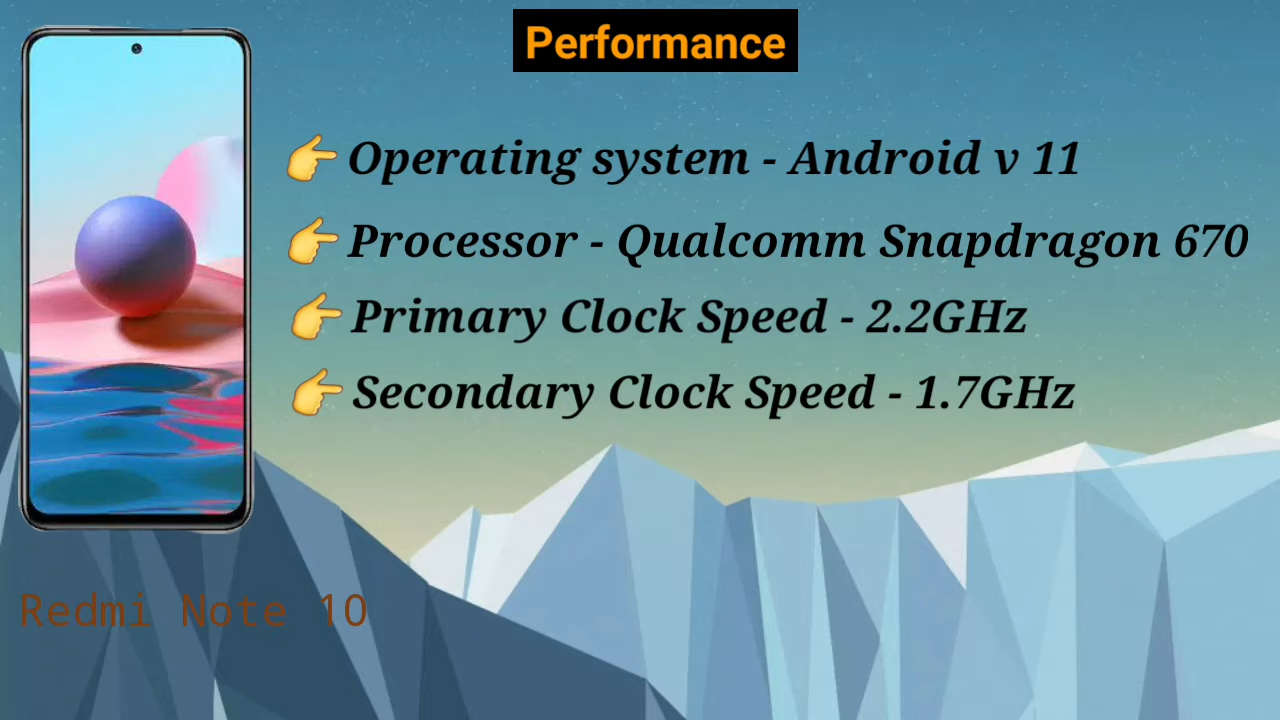 Performance
👉 Operating system - Android v 11
👉 Processor - Qualcomm Snapdragon 670
👉 Primary Clock Speed - 2.2GHz
👉 Secondary Clock Speed - 1.7GHz
Redmi Note 10